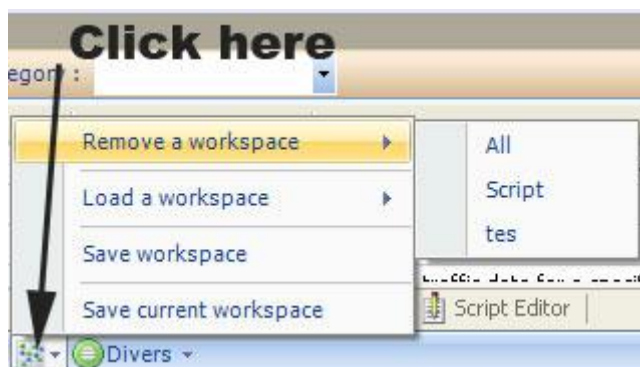 Click here
egory :
Remove a workspace
All
Load a workspace
Script
tes
Save workspace
Save current workspace
Script Editor
Divers